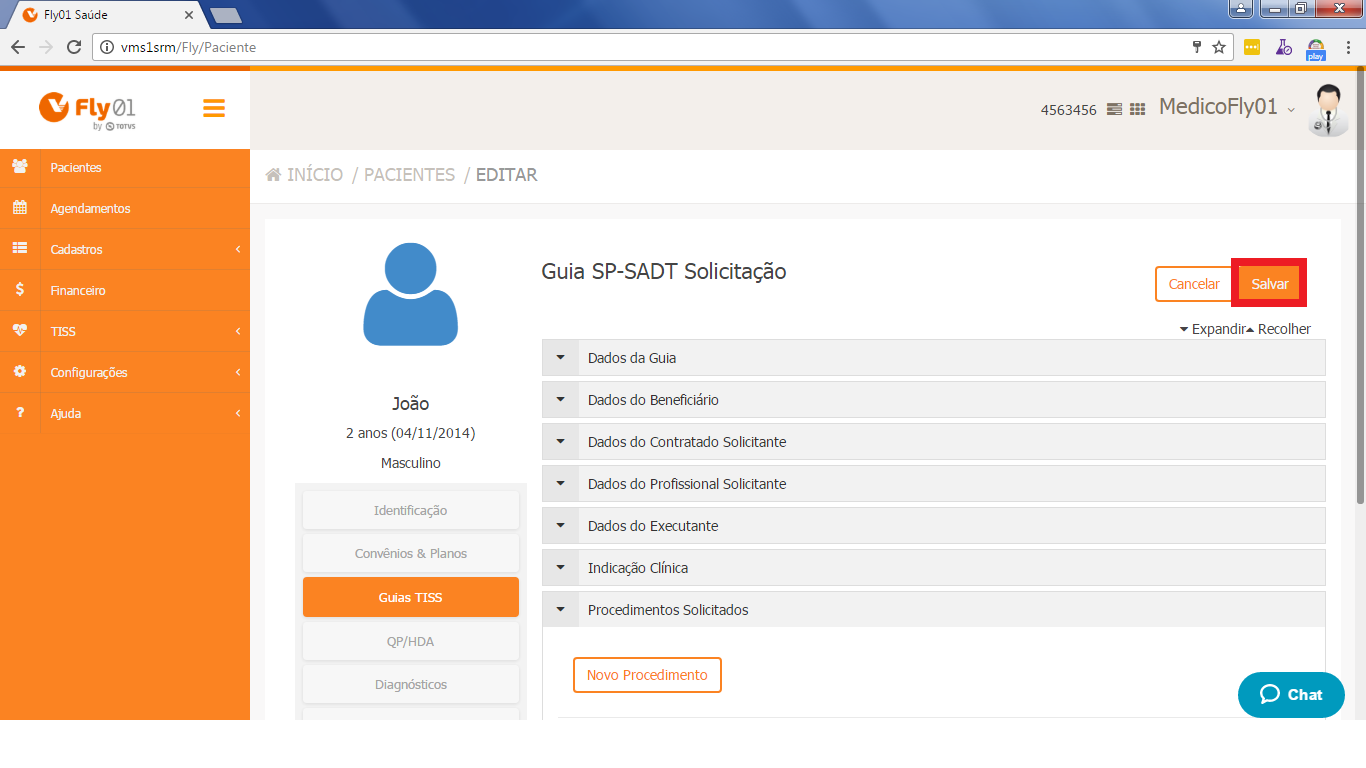 Fly01 Saúde
vms1srm/Fly/Paciente
play
Fly01
by TOTVS
4563456
MedicoFly01
Pacientes
Agendamentos
Cadastros
Financeiro
TISS
Configurações
Ajuda
INÍCIO / PACIENTES / EDITAR
João
2 anos (04/11/2014)
Masculino
Identificação
Convênios & Planos
Guias TISS
QP/HDA
Diagnósticos
Guia SP-SADT Solicitação
Cancelar
Salvar
Expandir Recolher
Dados da Guia
Dados do Beneficiário
Dados do Contratado Solicitante
Dados do Profissional Solicitante
Dados do Executante
Indicação Clínica
Procedimentos Solicitados
Novo Procedimento
Chat